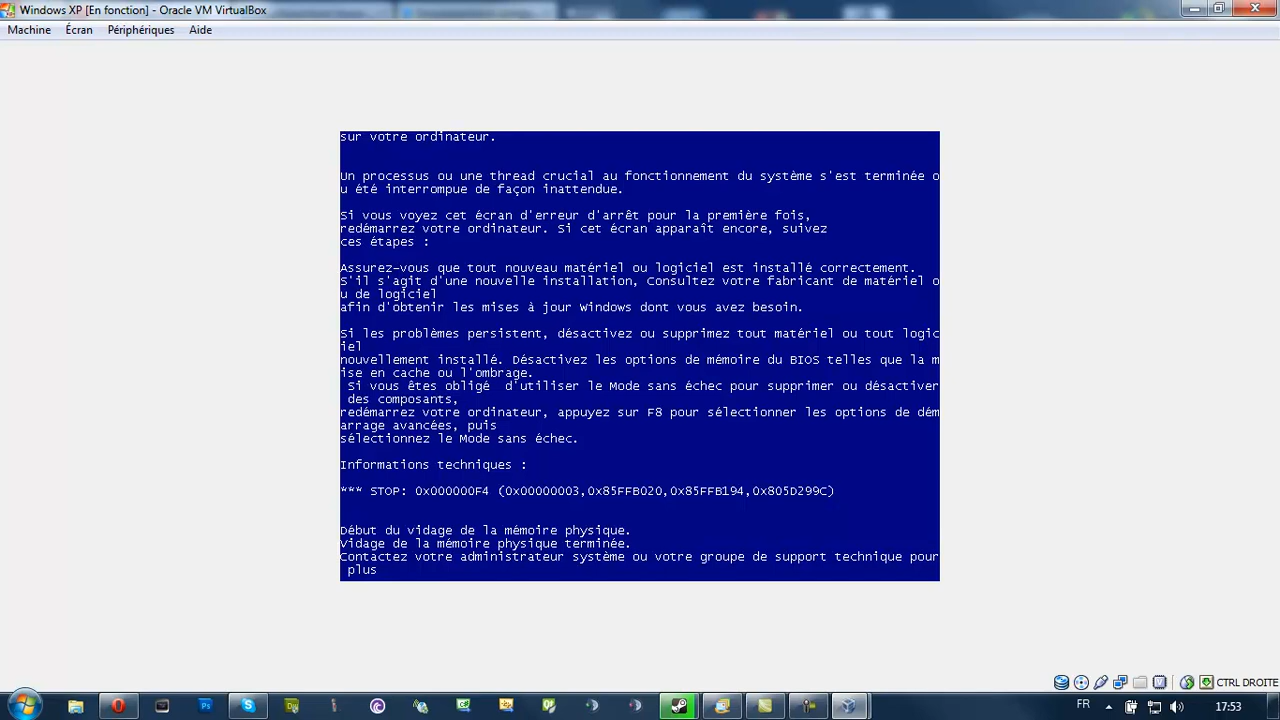 Windows XP [En fonction] - Oracle VM VirtualBox
Machine Écran Périphériques Aide
sur votre ordinateur.
Un processus ou une thread crucial au fonctionnement du système s'est terminée o
u été interrompue de façon inattendue.
Si vous voyez cet écran d'erreur d'arrêt pour la première fois,
redémarrez votre ordinateur. Si cet écran apparaît encore, suivez
ces étapes :
Assurez-vous que tout nouveau matériel ou logiciel est installé correctement.
S'il s'agit d'une nouvelle installation, Consultez votre fabricant de matériel o
u de logiciel
afin d'obtenir les mises à jour Windows dont vous avez besoin.
Si les problèmes persistent, désactivez ou supprimez tout matériel ou tout logic
iel
nouvellement installé. Désactivez les options de mémoire du BIOS telles que la m
ise en cache ou l'ombrage.
Si vous êtes obligé  d'utiliser le Mode sans échec pour supprimer ou désactiver
des composants,
redémarrez votre ordinateur, appuyez sur F8 pour sélectionner les options de dém
arrage avancées, puis
sélectionnez le Mode sans échec.
Informations techniques :
*** STOP: 0x000000F4 (0x00000003,0x85FFB020,0x85FFB194,0x805D299C)
Début du vidage de la mémoire physique.
Vidage de la mémoire physique terminée.
Contactez votre administrateur système ou votre groupe de support technique pour
plus
CTRL DROITE
FR 17:53